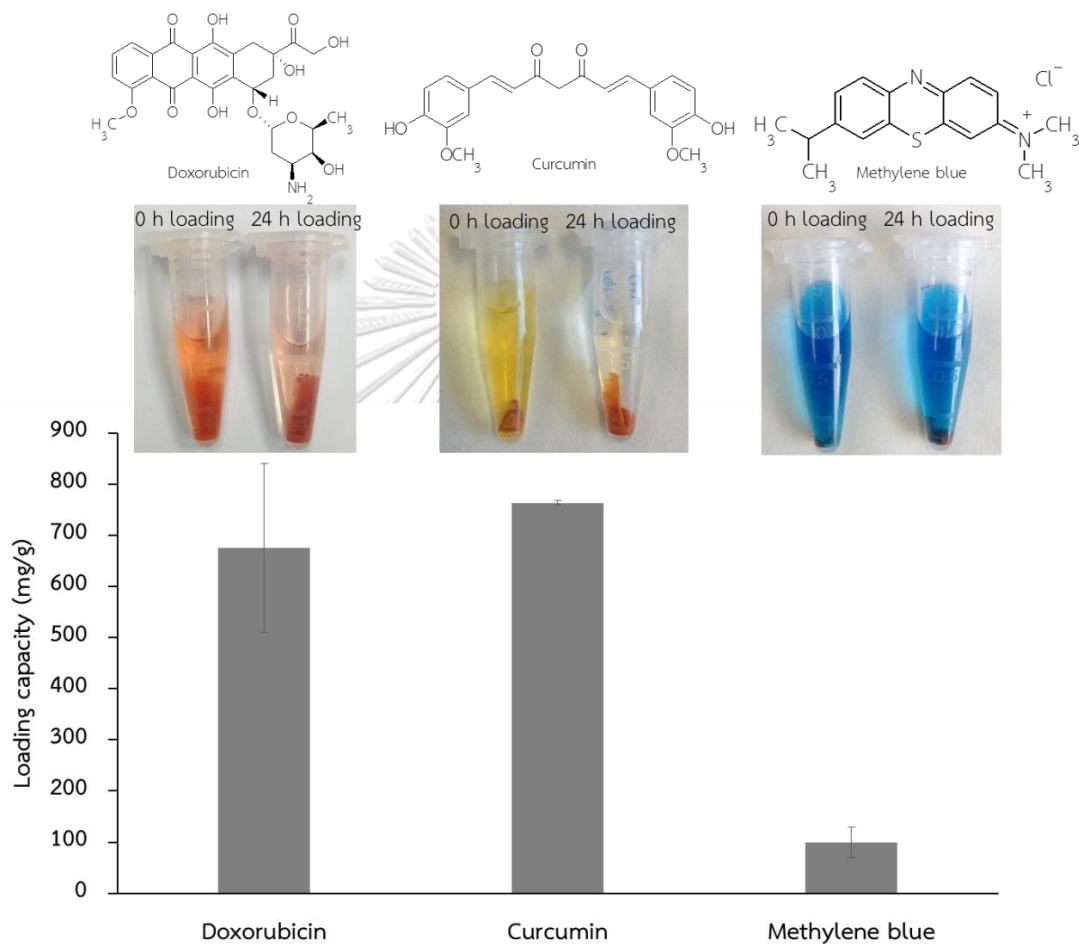 O
OH
O
OH
OH
O
O
OH
H
O
H₃C
O
O
CH₃
OH
NH₂
Doxorubicin
O
O
HO
OCH₃
OCH₃
OH
Curcumin
N
S
Cl⁻
H₃C
CH₃
N⁺
CH₃
CH₃
Methylene blue
0 h loading 24 h loading
0 h loading 24 h loading
0 h loading 24 h loading
Loading capacity (mg/g)
900
800
700
600
500
400
300
200
100
0
Doxorubicin Curcumin Methylene blue